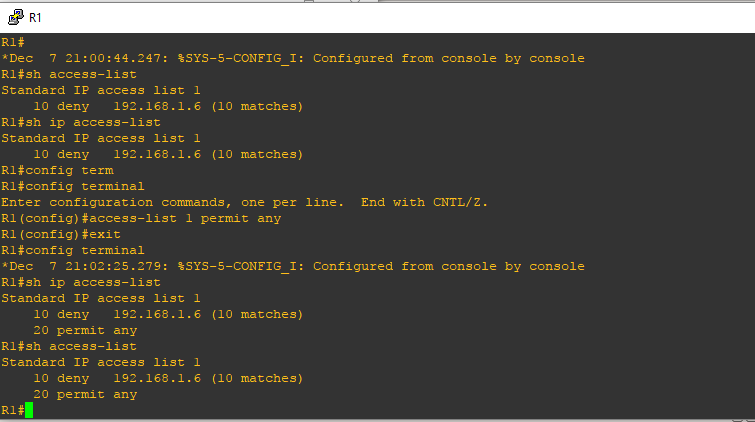 R1
R1#
*Dec  7 21:00:44.247: %SYS-5-CONFIG_I: Configured from console by console
R1#sh access-list
Standard IP access list 1
    10 deny   192.168.1.6 (10 matches)
R1#sh ip access-list
Standard IP access list 1
    10 deny   192.168.1.6 (10 matches)
R1#config term
R1#config terminal
Enter configuration commands, one per line.  End with CNTL/Z.
R1(config)#access-list 1 permit any
R1(config)#exit
R1#config terminal
*Dec  7 21:02:25.279: %SYS-5-CONFIG_I: Configured from console by console
R1#sh ip access-list
Standard IP access list 1
    10 deny   192.168.1.6 (10 matches)
    20 permit any
R1#sh access-list
Standard IP access list 1
    10 deny   192.168.1.6 (10 matches)
    20 permit any
R1#